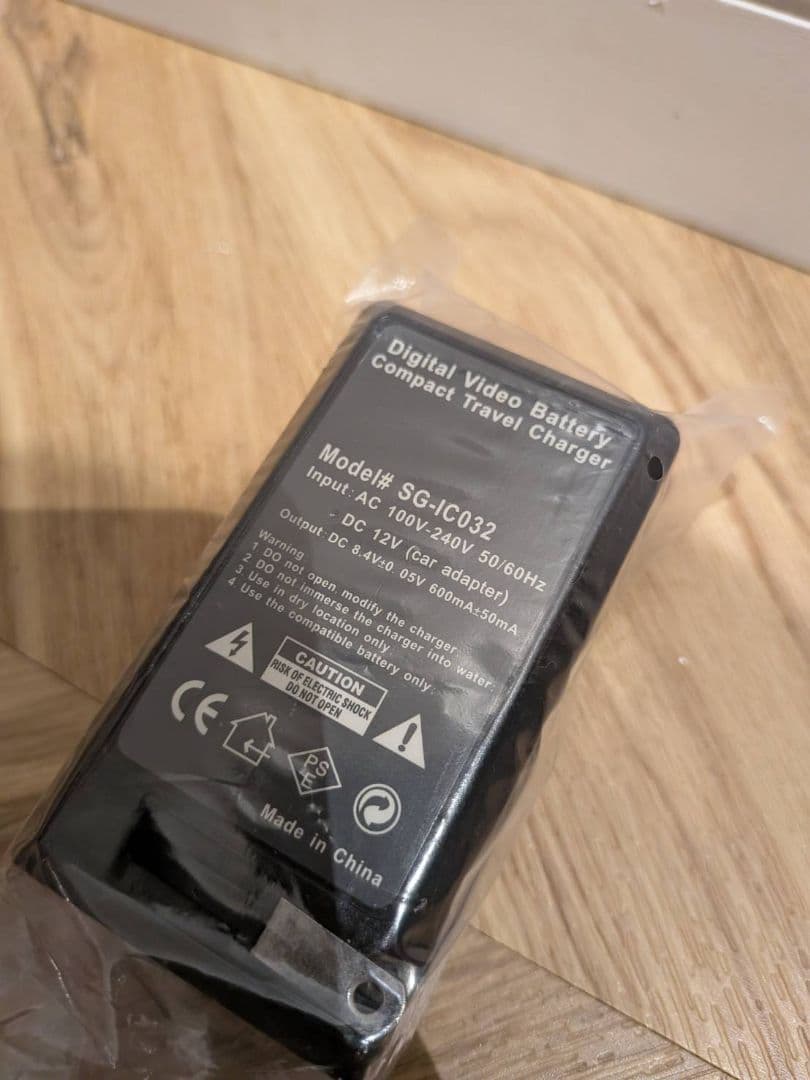 Digital Video Battery
Compact Travel Charger
Model# SG-IC032
Input: AC 100V-240V 50/60Hz
DC 12V (car adapter)
Output: DC 8.4V±0.05V 600mA±50mA
Warning
1 DO not open, modify the charger.
2 DO not immerse the charger into water.
3 Use in dry location only.
4 Use the compatible battery only.
CAUTION
RISK OF ELECTRIC SHOCK
DO NOT OPEN
CE
PS
E
Made in China